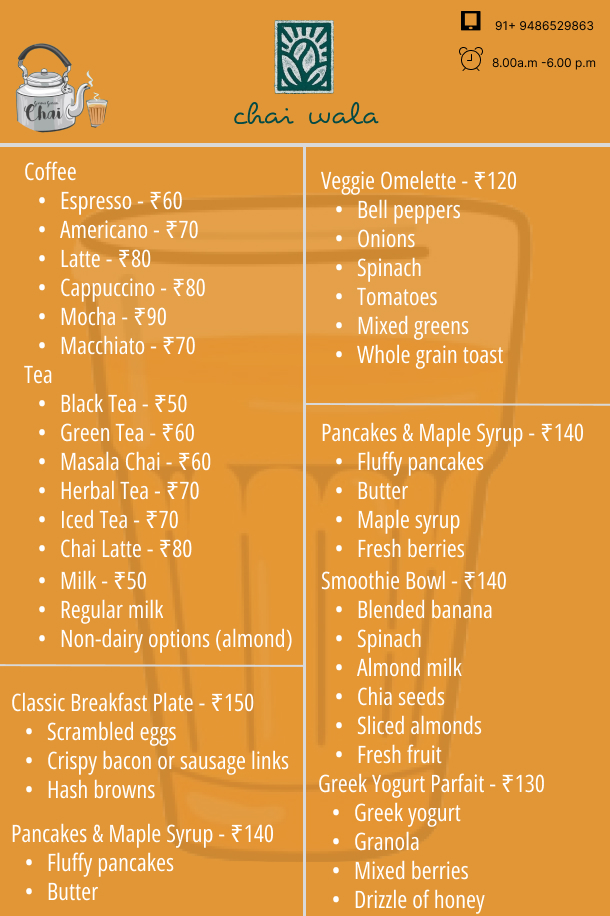 91+ 9486529863
8.00a.m -6.00 p.m
Chai
chai wala
Coffee
• Espresso - ₹60
• Americano - ₹70
• Latte - ₹80
• Cappuccino - ₹80
• Mocha - ₹90
• Macchiato - ₹70
Tea
• Black Tea - ₹50
• Green Tea - ₹60
• Masala Chai - ₹60
• Herbal Tea - ₹70
• Iced Tea - ₹70
• Chai Latte - ₹80
• Milk - ₹50
• Regular milk
• Non-dairy options (almond)
Classic Breakfast Plate - ₹150
• Scrambled eggs
• Crispy bacon or sausage links
• Hash browns
Pancakes & Maple Syrup - ₹140
• Fluffy pancakes
• Butter
Veggie Omelette - ₹120
• Bell peppers
• Onions
• Spinach
• Tomatoes
• Mixed greens
• Whole grain toast
Pancakes & Maple Syrup - ₹140
• Fluffy pancakes
• Butter
• Maple syrup
• Fresh berries
Smoothie Bowl - ₹140
• Blended banana
• Spinach
• Almond milk
• Chia seeds
• Sliced almonds
• Fresh fruit
Greek Yogurt Parfait - ₹130
• Greek yogurt
• Granola
• Mixed berries
• Drizzle of honey